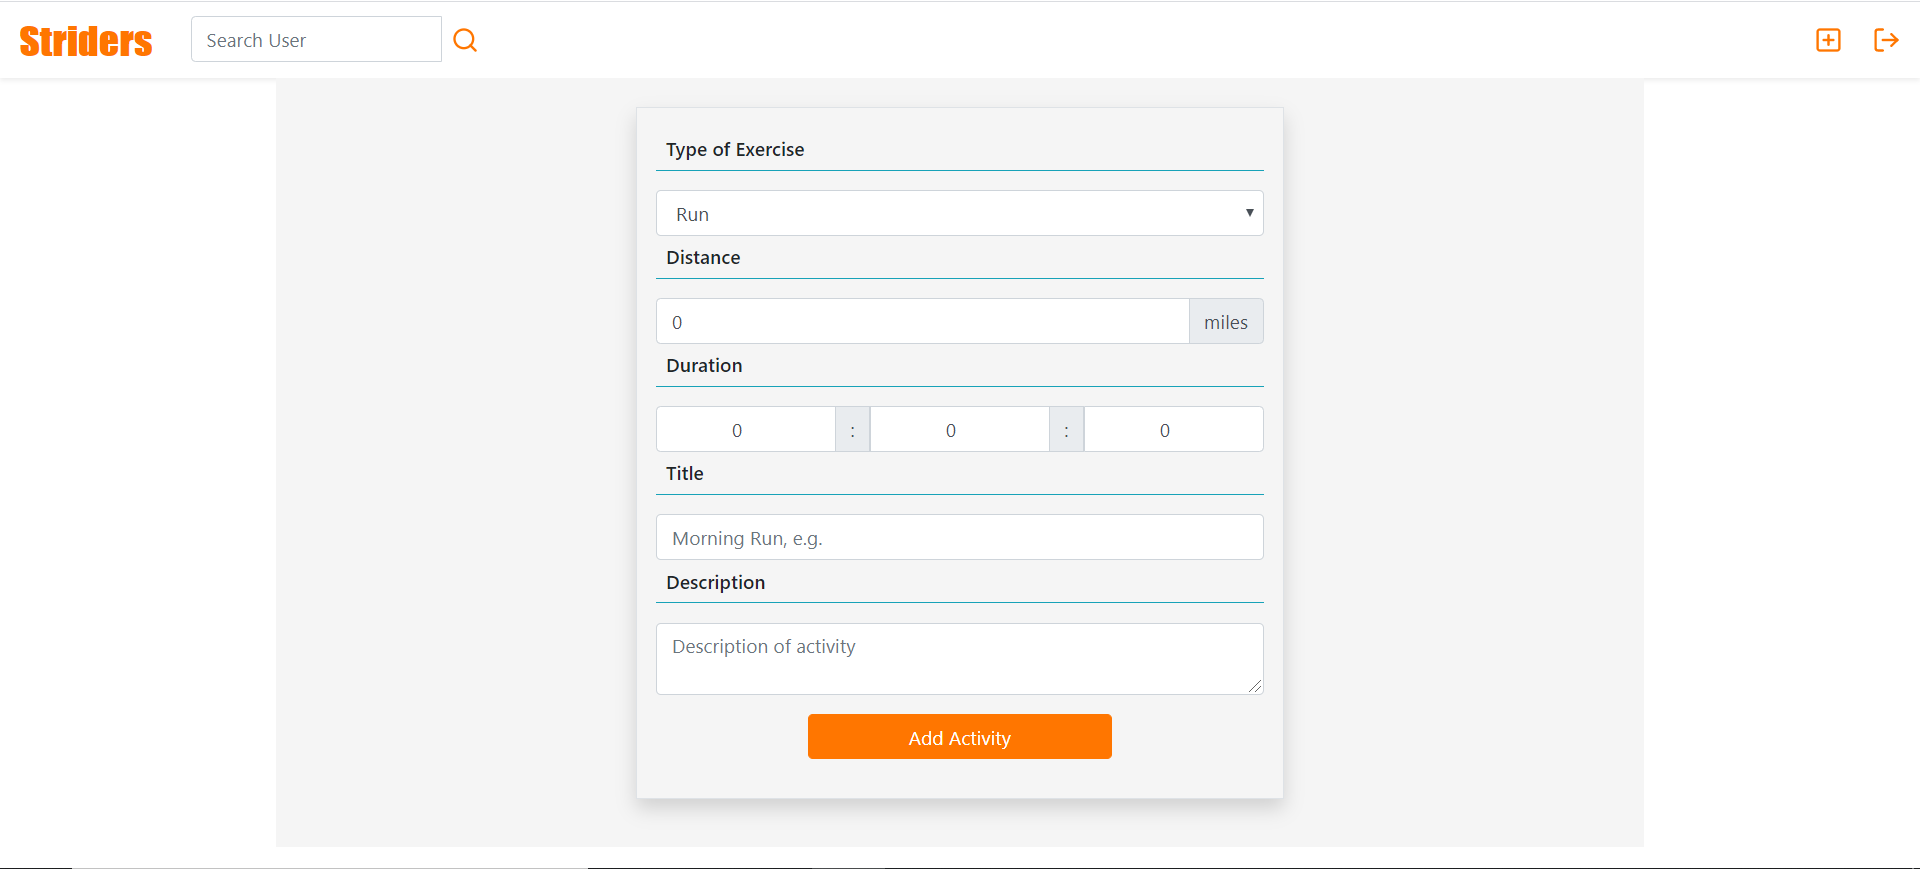 Striders
Search User
Type of Exercise
Run
Distance
0 miles
Duration
0 : 0 : 0
Title
Morning Run, e.g.
Description
Description of activity
Add Activity